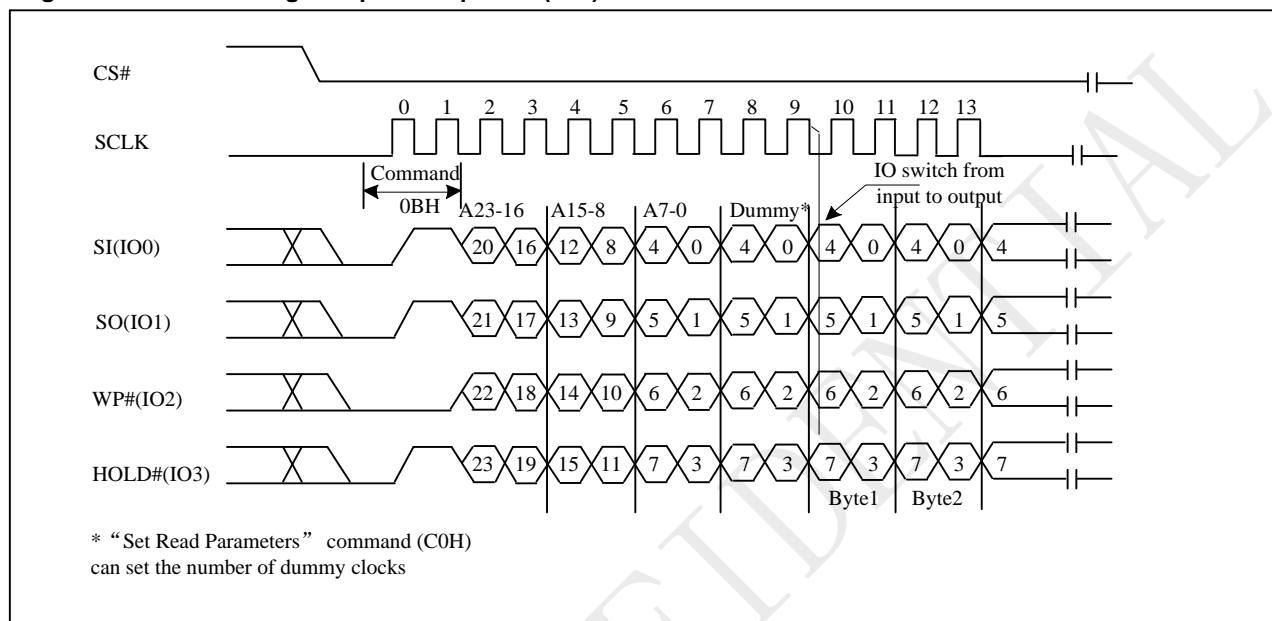 CS#
0 1 2 3 4 5 6 7 8 9 10 11 12 13
SCLK
Command
0BH
IO switch from
input to output
A23-16 A15-8 A7-0 Dummy*
SI(IO0) 20 16 12 8 4 0 4 0 4 0 4 0 4
SO(IO1) 21 17 13 9 5 1 5 1 5 1 5 1 5
WP#(IO2) 22 18 14 10 6 2 6 2 6 2 6 2 6
HOLD#(IO3) 23 19 15 11 7 3 7 3 7 3 7 3 7
Byte1 Byte2
* “Set Read Parameters” command (C0H)
can set the number of dummy clocks